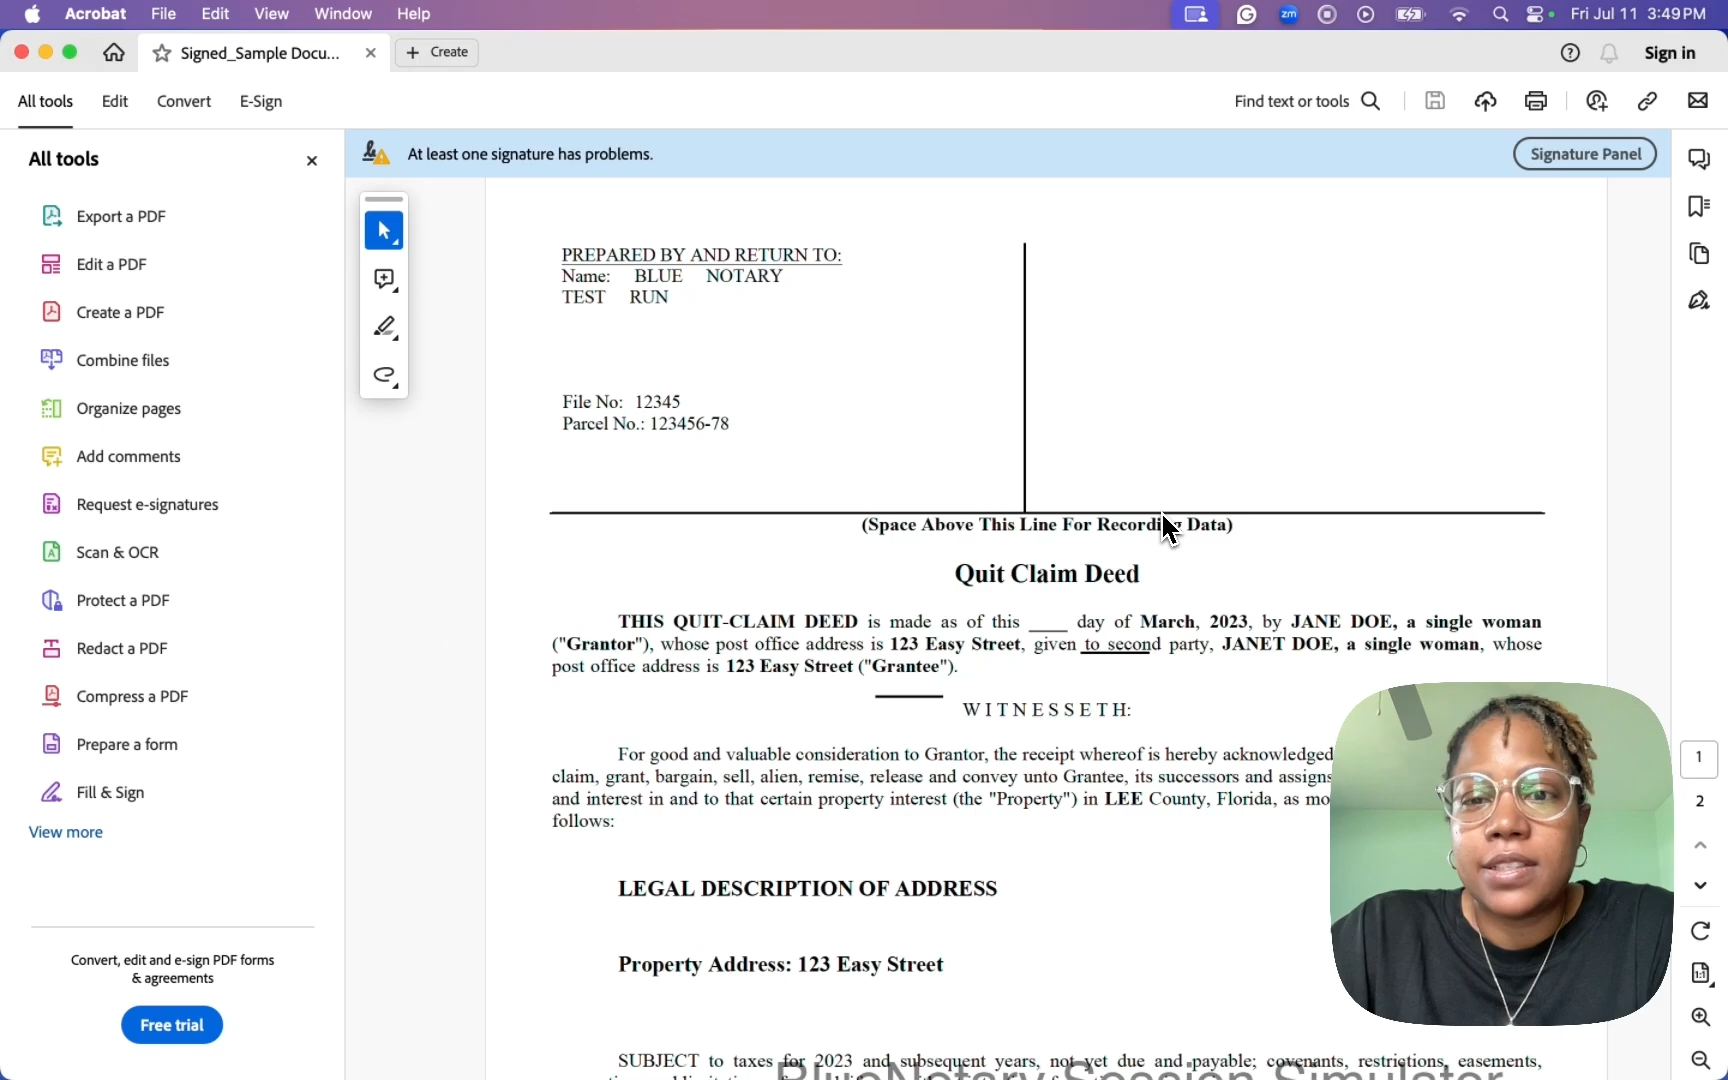 Acrobat File Edit View Window Help
zm
Fri Jul 11 3:49 PM
Signed_Sample Docu...
Create
Sign in
All tools Edit Convert E-Sign
Find text or tools
All tools
At least one signature has problems.
Signature Panel
Export a PDF
Edit a PDF
Create a PDF
Combine files
Organize pages
Add comments
Request e-signatures
Scan & OCR
Protect a PDF
Redact a PDF
Compress a PDF
Prepare a form
Fill & Sign
View more
Convert, edit and e-sign PDF forms
& agreements
Free trial
PREPARED BY AND RETURN TO:
Name: BLUE NOTARY
TEST RUN
File No: 12345
Parcel No.: 123456-78
(Space Above This Line For Recording Data)
Quit Claim Deed
THIS QUIT-CLAIM DEED is made as of this ____ day of March, 2023, by JANE DOE, a single woman
("Grantor"), whose post office address is 123 Easy Street, given to second party, JANET DOE, a single woman, whose
post office address is 123 Easy Street ("Grantee").
W I T N E S S E T H:
For good and valuable consideration to Grantor, the receipt whereof is hereby acknowledged
claim, grant, bargain, sell, alien, remise, release and convey unto Grantee, its successors and assigns
and interest in and to that certain property interest (the "Property") in LEE County, Florida, as mo
follows:
LEGAL DESCRIPTION OF ADDRESS
Property Address: 123 Easy Street
SUBJECT to taxes for 2023 and subsequent years, not yet due and payable; covenants, restrictions, easements,
BlueNotary Session Simulator
1
2
1:1